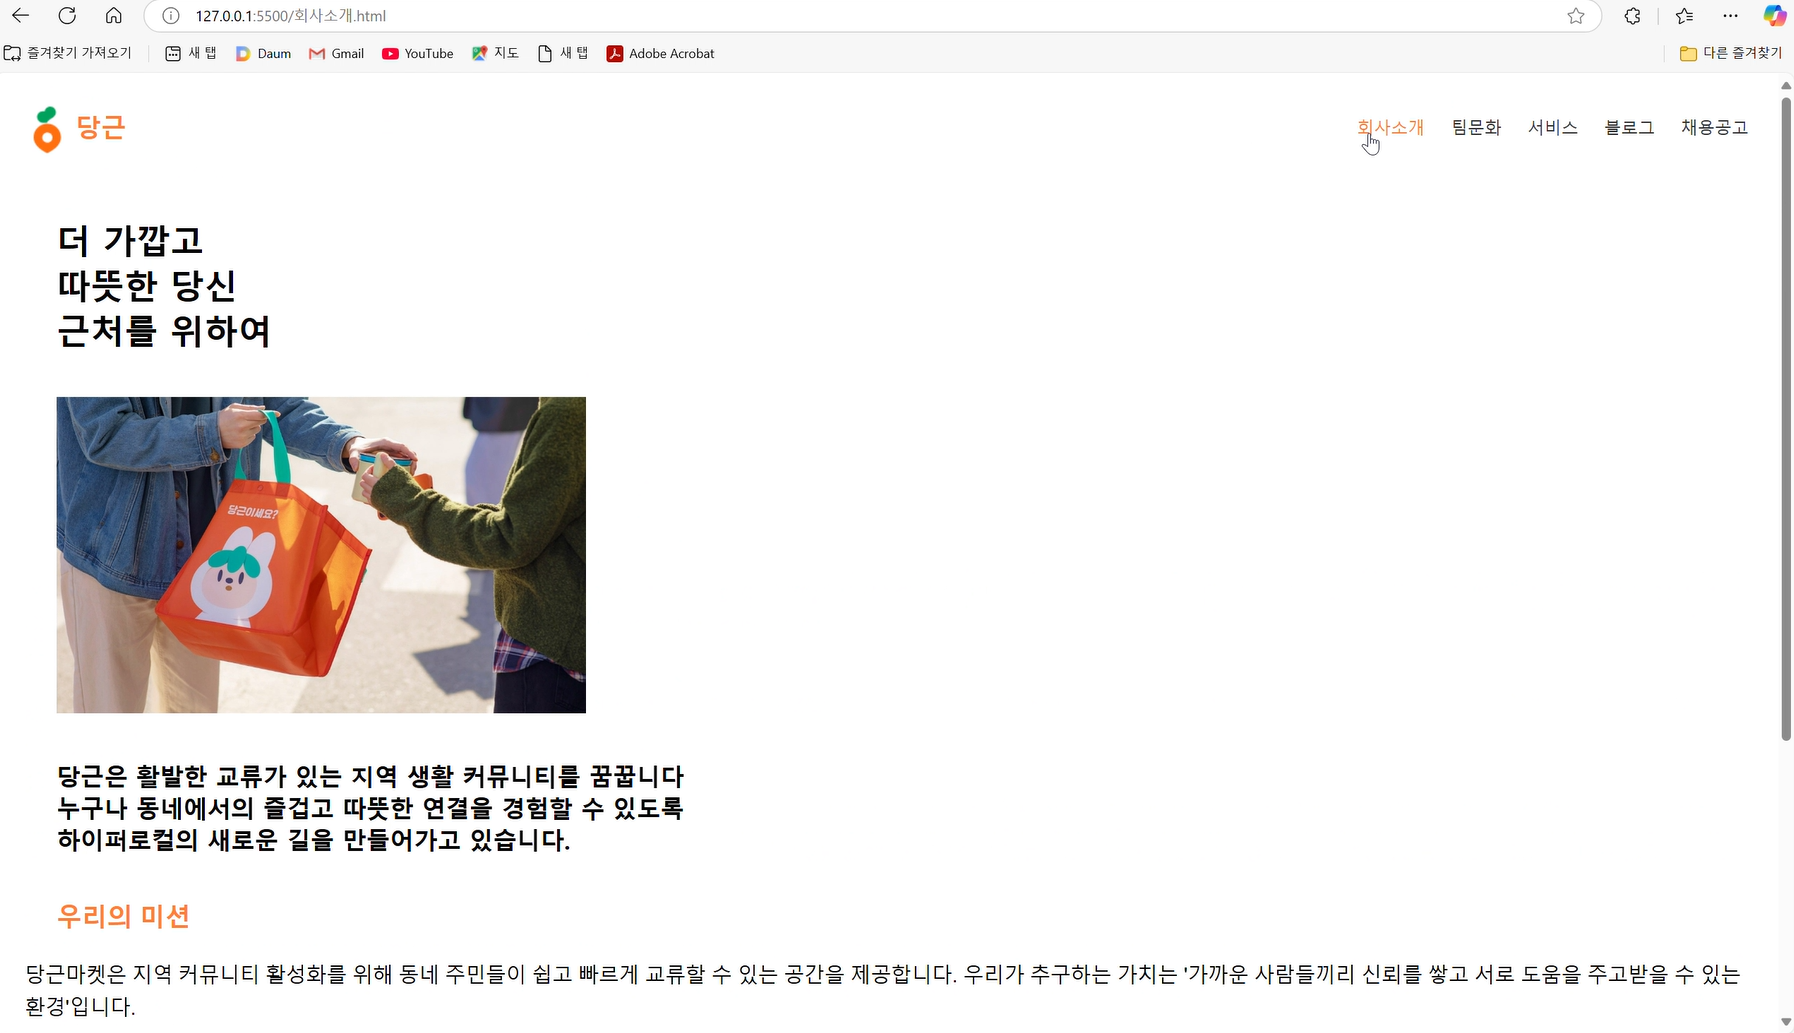 127.0.0.1:5500/회사소개.html
즐겨찾기 가져오기 새 탭 Daum Gmail YouTube 지도 새 탭 Adobe Acrobat 다른 즐겨찾기
당근 회사소개 팀문화 서비스 블로그 채용공고
더 가깝고
따뜻한 당신
근처를 위하여
당근이세요?
당근은 활발한 교류가 있는 지역 생활 커뮤니티를 꿈꿉니다
누구나 동네에서의 즐겁고 따뜻한 연결을 경험할 수 있도록
하이퍼로컬의 새로운 길을 만들어가고 있습니다.
우리의 미션
당근마켓은 지역 커뮤니티 활성화를 위해 동네 주민들이 쉽고 빠르게 교류할 수 있는 공간을 제공합니다. 우리가 추구하는 가치는 '가까운 사람들끼리 신뢰를 쌓고 서로 도움을 주고받을 수 있는
환경'입니다.